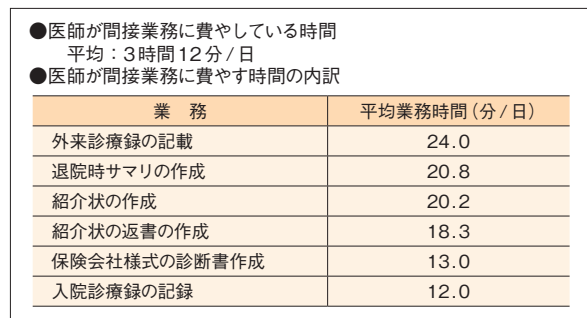 ●医師が間接業務に費やしている時間
平均：3時間12分/日
●医師が間接業務に費やす時間の内訳
業　務　平均業務時間（分/日）
外来診療録の記載　24.0
退院時サマリの作成　20.8
紹介状の作成　20.2
紹介状の返書の作成　18.3
保険会社様式の診断書作成　13.0
入院診療録の記録　12.0